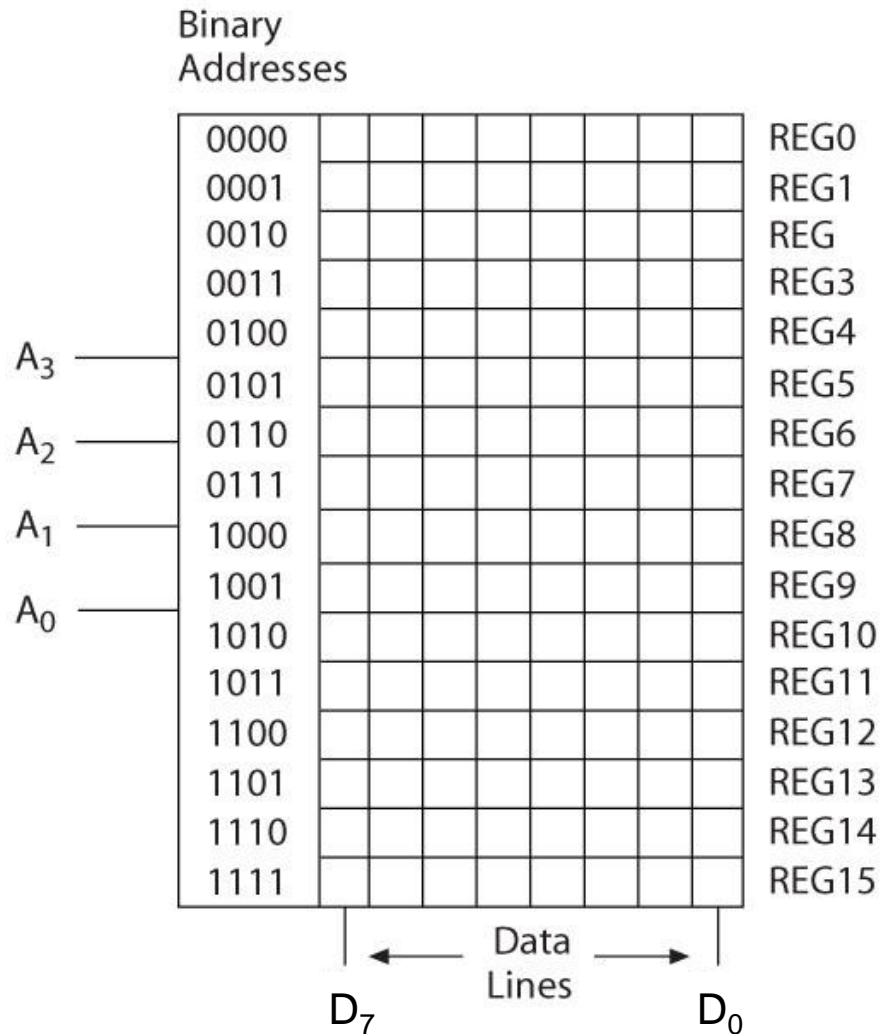 Binary
Addresses
0000 REG0
0001 REG1
0010 REG
0011 REG3
0100 REG4
A₃
0101 REG5
A₂ 0110 REG6
0111 REG7
A₁ 1000 REG8
1001 REG9
A₀
1010 REG10
1011 REG11
1100 REG12
1101 REG13
1110 REG14
1111 REG15
Data
Lines
D₇ D₀